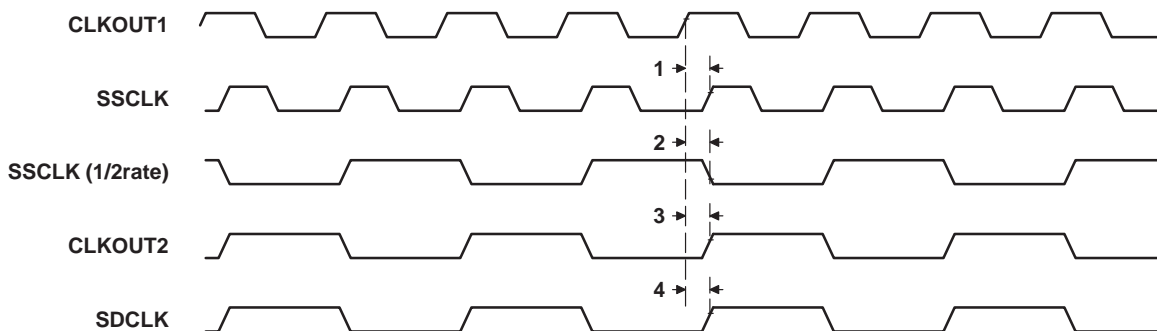 CLKOUT1
1
SSCLK
2
SSCLK (1/2rate)
3
CLKOUT2
4
SDCLK